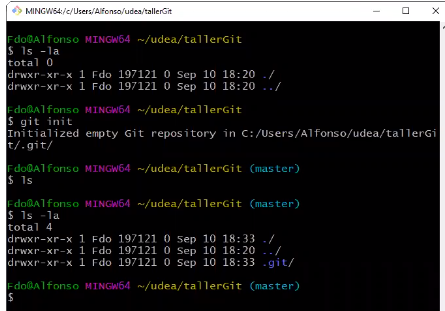 MINGW64:/c/Users/Alfonso/udea/tallerGit
Fdo@Alfonso MINGW64 ~/udea/tallerGit
$ ls -la
total 0
drwxr-xr-x 1 Fdo 197121 0 Sep 10 18:20 ./
drwxr-xr-x 1 Fdo 197121 0 Sep 10 18:20 ../
Fdo@Alfonso MINGW64 ~/udea/tallerGit
$ git init
Initialized empty Git repository in C:/Users/Alfonso/udea/tallerGi
t/.git/
Fdo@Alfonso MINGW64 ~/udea/tallerGit (master)
$ ls
Fdo@Alfonso MINGW64 ~/udea/tallerGit (master)
$ ls -la
total 4
drwxr-xr-x 1 Fdo 197121 0 Sep 10 18:33 ./
drwxr-xr-x 1 Fdo 197121 0 Sep 10 18:20 ../
drwxr-xr-x 1 Fdo 197121 0 Sep 10 18:33 .git/
Fdo@Alfonso MINGW64 ~/udea/tallerGit (master)
$